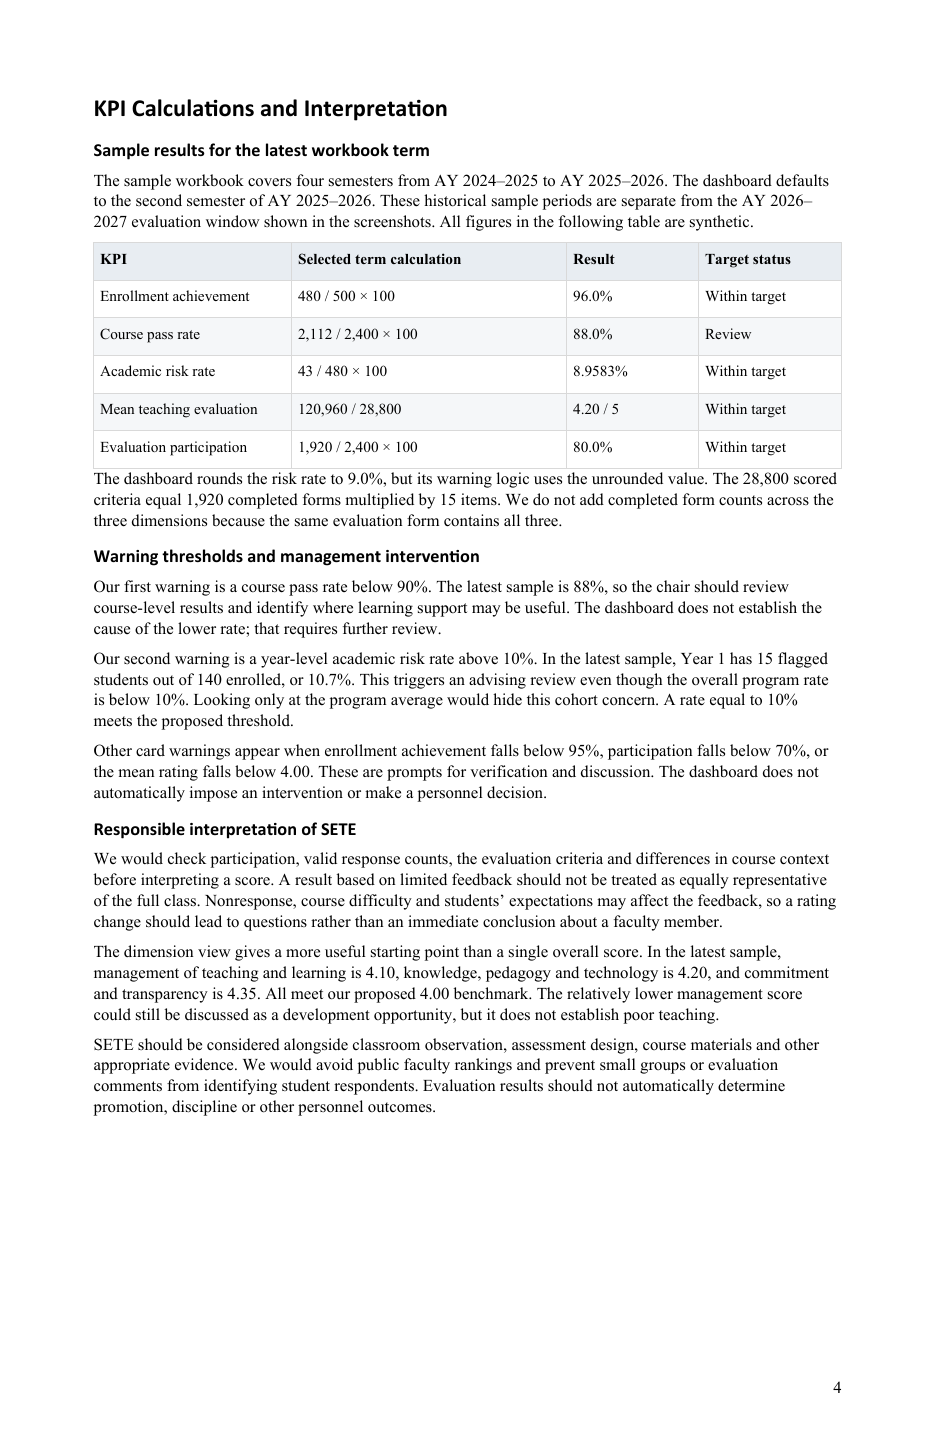 KPI Calculations and Interpretation
Sample results for the latest workbook term
The sample workbook covers four semesters from AY 2024–2025 to AY 2025–2026. The dashboard defaults
to the second semester of AY 2025–2026. These historical sample periods are separate from the AY 2026–
2027 evaluation window shown in the screenshots. All figures in the following table are synthetic.
KPI Selected term calculation Result Target status
Enrollment achievement 480 / 500 × 100 96.0% Within target
Course pass rate 2,112 / 2,400 × 100 88.0% Review
Academic risk rate 43 / 480 × 100 8.9583% Within target
Mean teaching evaluation 120,960 / 28,800 4.20 / 5 Within target
Evaluation participation 1,920 / 2,400 × 100 80.0% Within target
The dashboard rounds the risk rate to 9.0%, but its warning logic uses the unrounded value. The 28,800 scored
criteria equal 1,920 completed forms multiplied by 15 items. We do not add completed form counts across the
three dimensions because the same evaluation form contains all three.
Warning thresholds and management intervention
Our first warning is a course pass rate below 90%. The latest sample is 88%, so the chair should review
course-level results and identify where learning support may be useful. The dashboard does not establish the
cause of the lower rate; that requires further review.
Our second warning is a year-level academic risk rate above 10%. In the latest sample, Year 1 has 15 flagged
students out of 140 enrolled, or 10.7%. This triggers an advising review even though the overall program rate
is below 10%. Looking only at the program average would hide this cohort concern. A rate equal to 10%
meets the proposed threshold.
Other card warnings appear when enrollment achievement falls below 95%, participation falls below 70%, or
the mean rating falls below 4.00. These are prompts for verification and discussion. The dashboard does not
automatically impose an intervention or make a personnel decision.
Responsible interpretation of SETE
We would check participation, valid response counts, the evaluation criteria and differences in course context
before interpreting a score. A result based on limited feedback should not be treated as equally representative
of the full class. Nonresponse, course difficulty and students’ expectations may affect the feedback, so a rating
change should lead to questions rather than an immediate conclusion about a faculty member.
The dimension view gives a more useful starting point than a single overall score. In the latest sample,
management of teaching and learning is 4.10, knowledge, pedagogy and technology is 4.20, and commitment
and transparency is 4.35. All meet our proposed 4.00 benchmark. The relatively lower management score
could still be discussed as a development opportunity, but it does not establish poor teaching.
SETE should be considered alongside classroom observation, assessment design, course materials and other
appropriate evidence. We would avoid public faculty rankings and prevent small groups or evaluation
comments from identifying student respondents. Evaluation results should not automatically determine
promotion, discipline or other personnel outcomes.
4